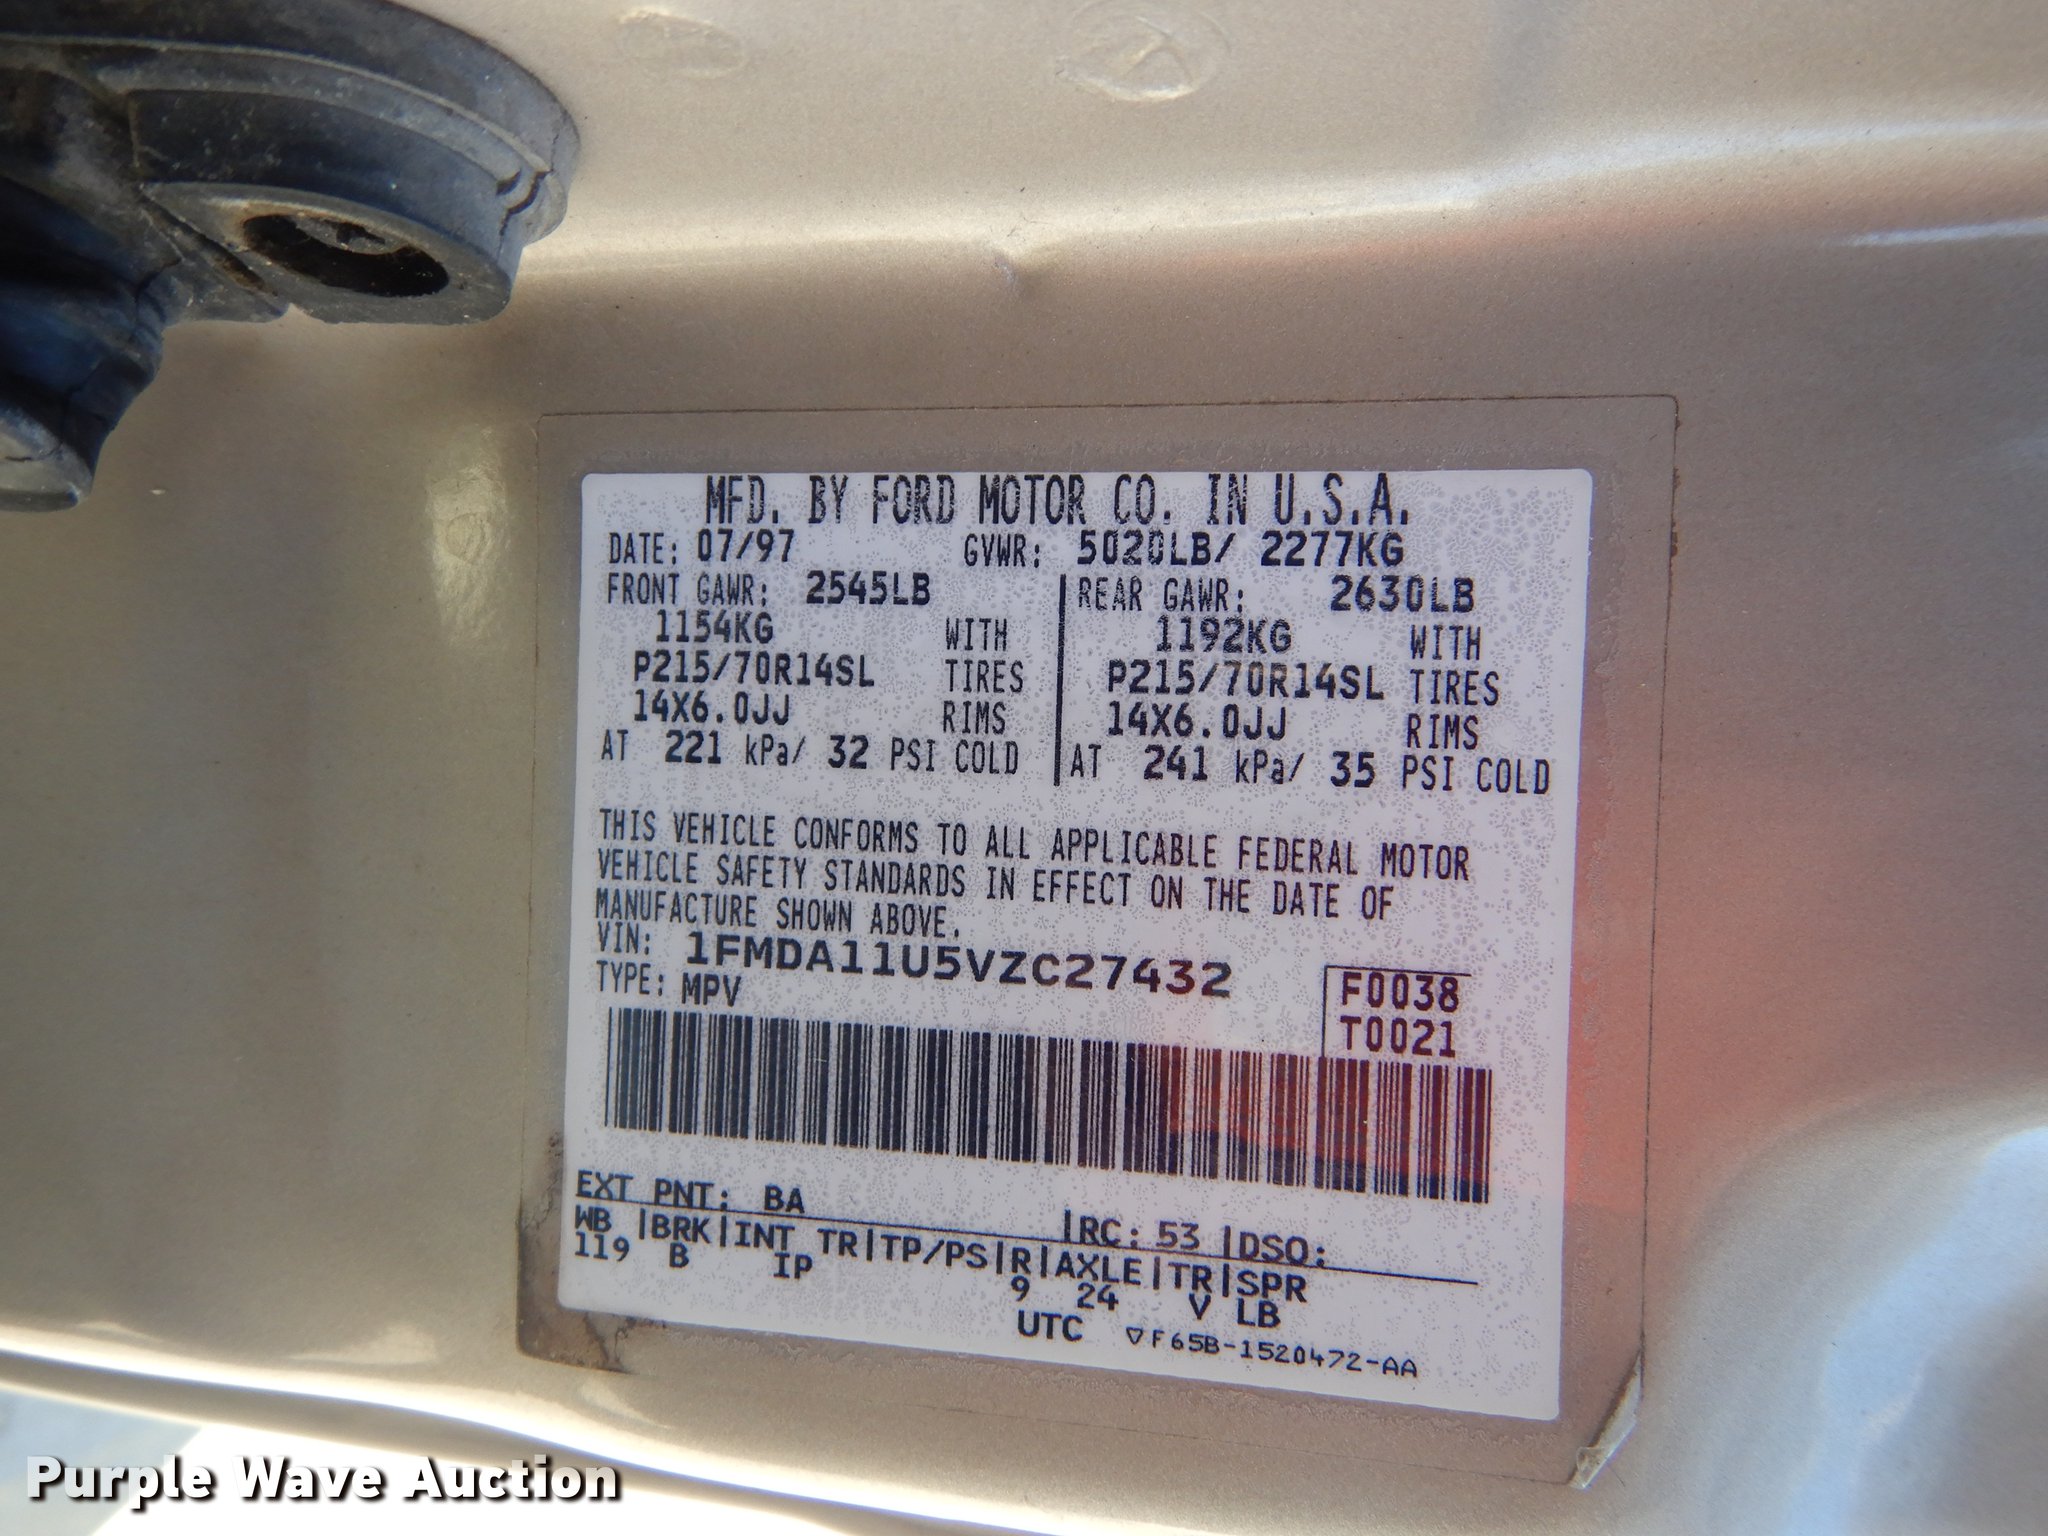 MFD. BY FORD MOTOR CO. IN U.S.A.
DATE: 07/97 GVWR: 5020LB/ 2277KG
FRONT GAWR: 2545LB REAR GAWR: 2630LB
1154KG WITH 1192KG WITH
P215/70R14SL TIRES P215/70R14SL TIRES
14X6.0JJ RIMS 14X6.0JJ RIMS
AT 221 kPa/ 32 PSI COLD AT 241 kPa/ 35 PSI COLD
THIS VEHICLE CONFORMS TO ALL APPLICABLE FEDERAL MOTOR
VEHICLE SAFETY STANDARDS IN EFFECT ON THE DATE OF
MANUFACTURE SHOWN ABOVE.
VIN: 1FMDA11U5VZC27432
TYPE: MPV
F0038
T0021
EXT PNT: BA RC: 53 DSO:
WB BRK INT TR TP/PS R AXLE TR SPR
119 B IP 9 24 V LB
UTC ▽F65B-1520472-AA
Purple Wave Auction